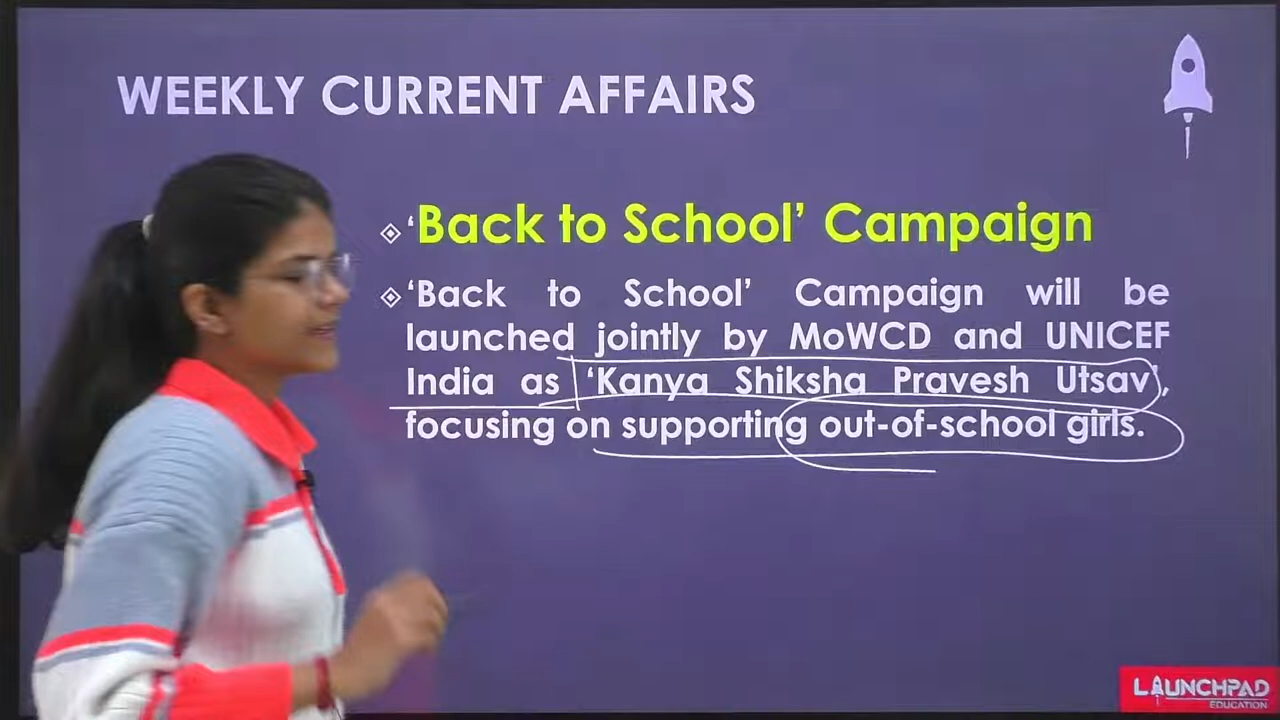 WEEKLY CURRENT AFFAIRS
‘Back to School’ Campaign
‘Back to School’ Campaign will be
launched jointly by MoWCD and UNICEF
India as ‘Kanya Shiksha Pravesh Utsav’,
focusing on supporting out-of-school girls.
LAUNCHPAD
EDUCATION